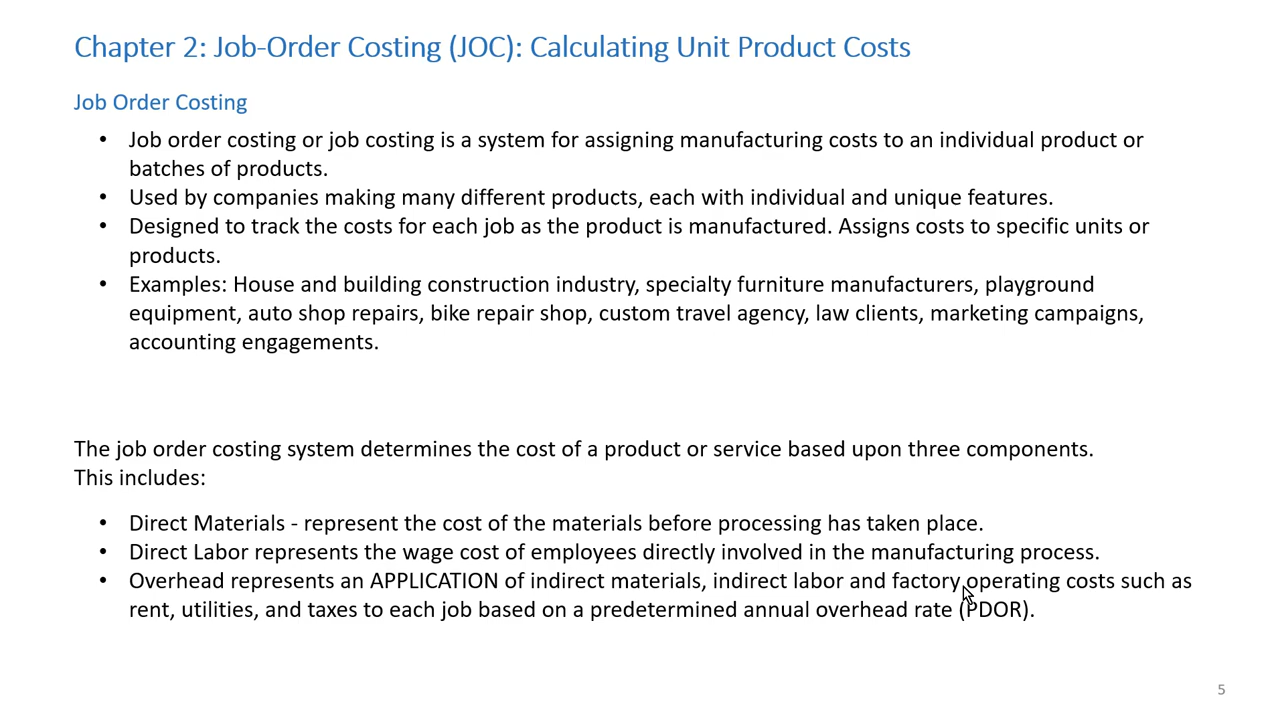 Chapter 2: Job-Order Costing (JOC): Calculating Unit Product Costs
Job Order Costing
• Job order costing or job costing is a system for assigning manufacturing costs to an individual product or
batches of products.
• Used by companies making many different products, each with individual and unique features.
• Designed to track the costs for each job as the product is manufactured. Assigns costs to specific units or
products.
• Examples: House and building construction industry, specialty furniture manufacturers, playground
equipment, auto shop repairs, bike repair shop, custom travel agency, law clients, marketing campaigns,
accounting engagements.
The job order costing system determines the cost of a product or service based upon three components.
This includes:
• Direct Materials - represent the cost of the materials before processing has taken place.
• Direct Labor represents the wage cost of employees directly involved in the manufacturing process.
• Overhead represents an APPLICATION of indirect materials, indirect labor and factory operating costs such as
rent, utilities, and taxes to each job based on a predetermined annual overhead rate (PDOR).
5